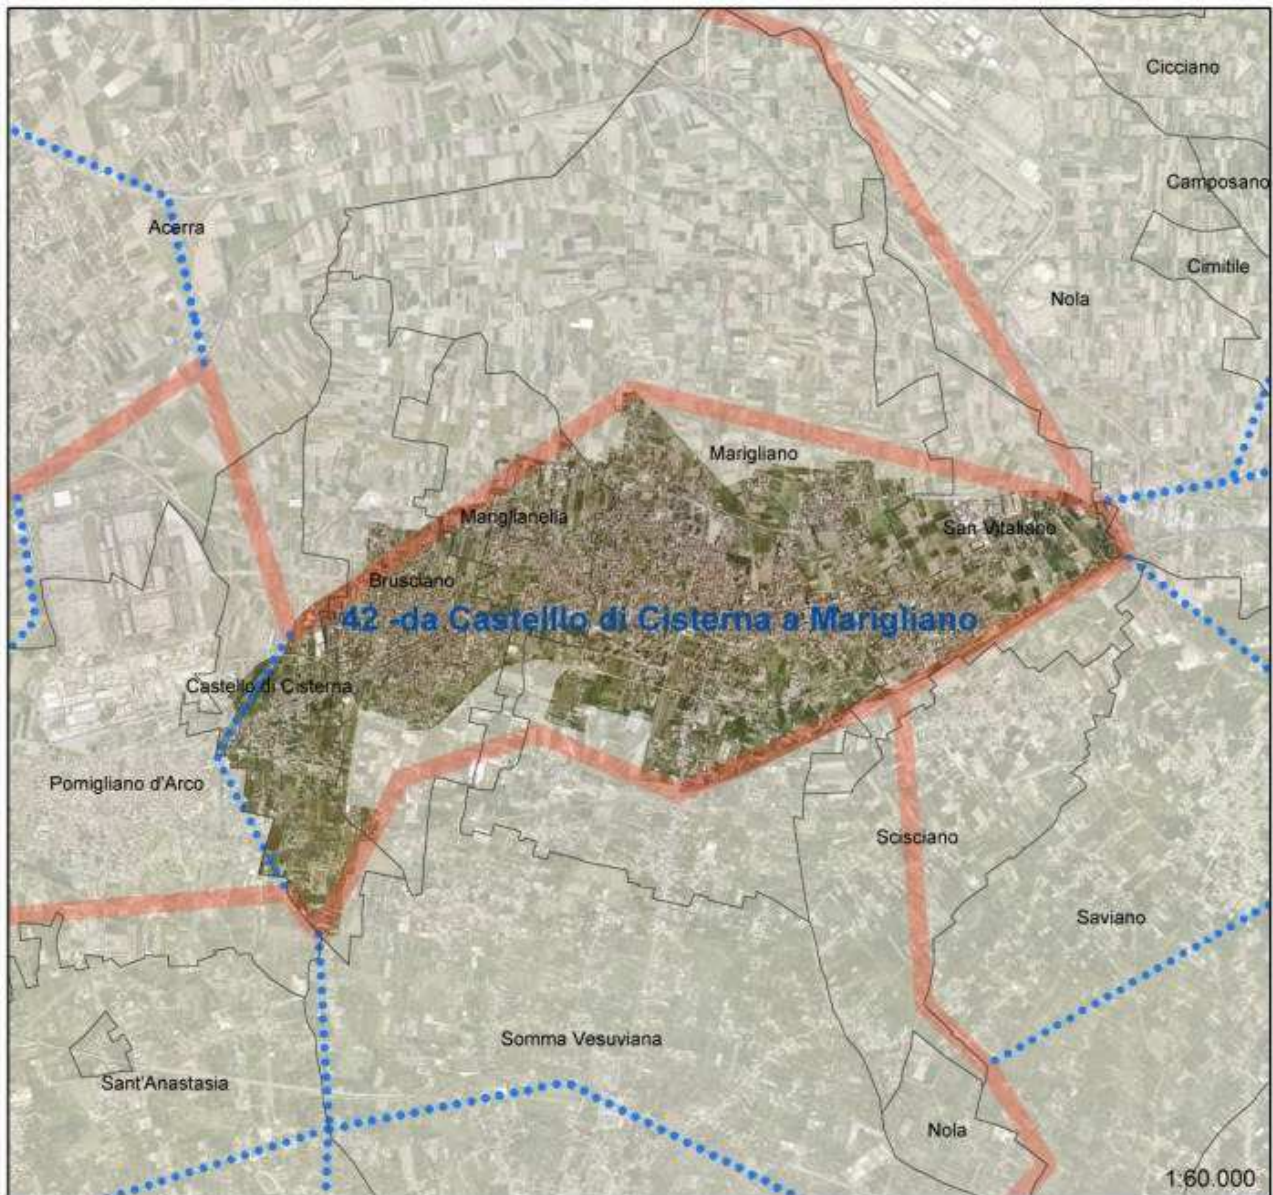 Cicciano
Camposano
Acerra
Cimitile
Nola
Marigliano
Mariglianella
San Vitaliano
Brusciano
42 -da Castelllo di Cisterna a Marigliano
Castello di Cisterna
Pomigliano d'Arco
Scisciano
Saviano
Somma Vesuviana
Sant'Anastasia
Nola
1:60.000